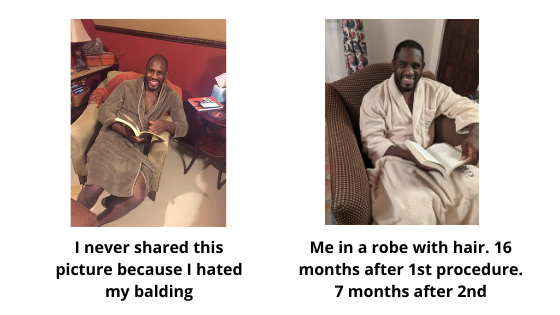 I never shared this
picture because I hated
my balding
Me in a robe with hair. 16
months after 1st procedure.
7 months after 2nd